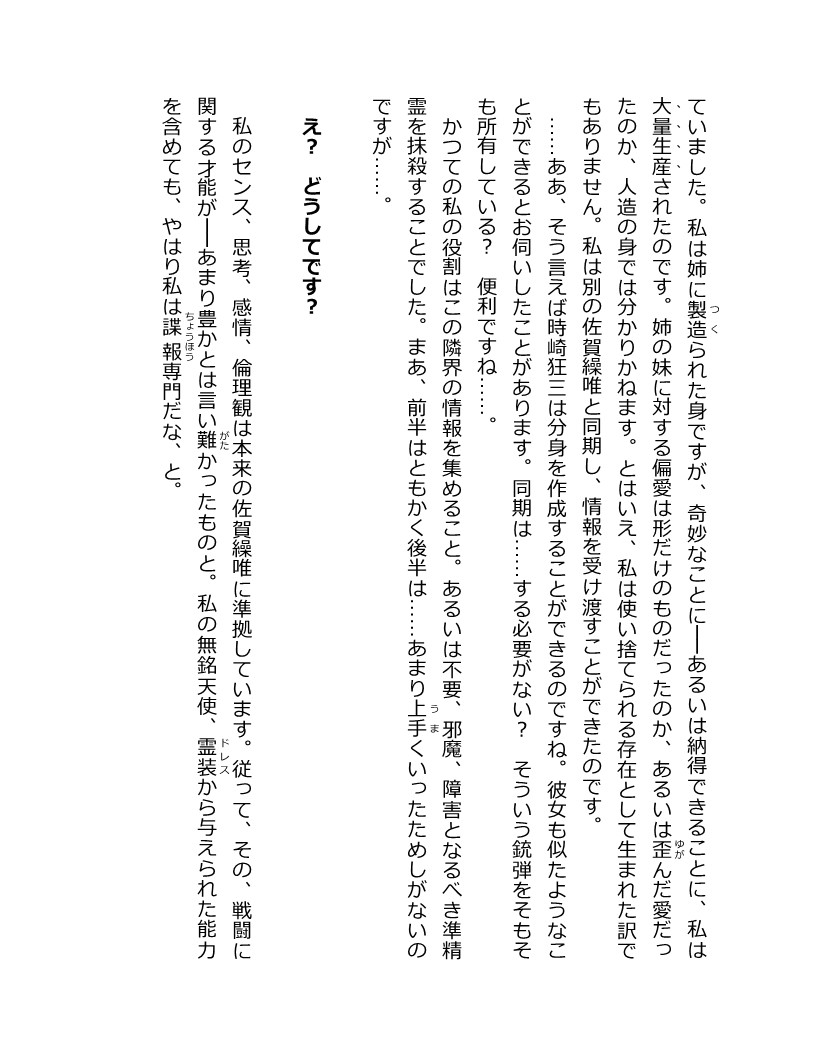 ていました。私は姉に製造られた身ですが、奇妙なことに――あるいは納得できることに、私は
大量生産されたのです。姉の妹に対する偏愛は形だけのものだったのか、あるいは歪んだ愛だっ
たのか、人造の身では分かりかねます。とはいえ、私は使い捨てられる存在として生まれた訳で
もありません。私は別の佐賀繰唯と同期し、情報を受け渡すことができたのです。
……ああ、そう言えば時崎狂三は分身を作成することができるのですね。彼女も似たようなこ
とができるとお伺いしたことがあります。同期は……する必要がない？　そういう銃弾をそもそ
も所有している？　便利ですね……。
かつての私の役割はこの隣界の情報を集めること。あるいは不要、邪魔、障害となるべき準精
霊を抹殺することでした。まあ、前半はともかく後半は……あまり上手くいったためしがないの
ですが……。
え？　どうしてです？
私のセンス、思考、感情、倫理観は本来の佐賀繰唯に準拠しています。従って、その、戦闘に
関する才能が――あまり豊かとは言い難かったものと。私の無銘天使、霊装から与えられた能力
を含めても、やはり私は諜報専門だな、と。
つく
ゆが
うま
がた
ドレス
ちょうほう